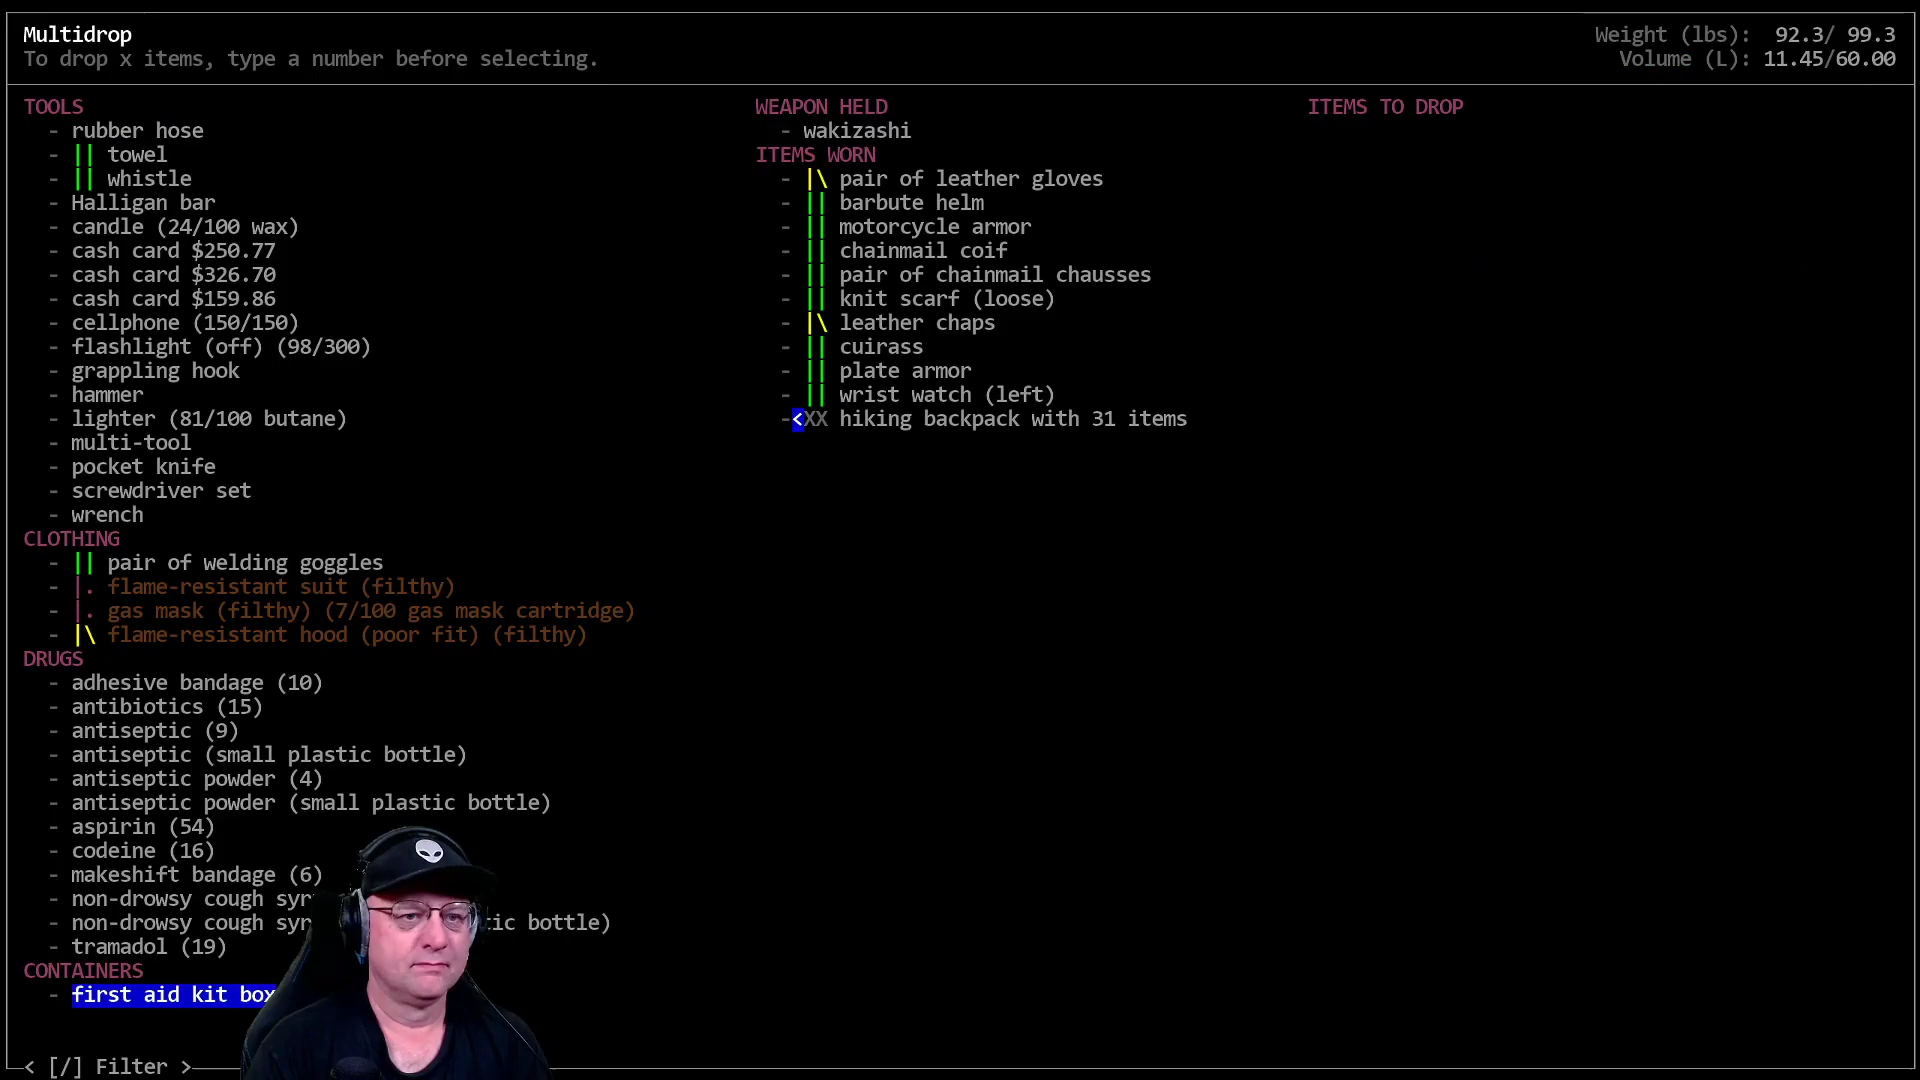 Multidrop
To drop x items, type a number before selecting.
Weight (lbs): 92.3/ 99.3
Volume (L): 11.45/60.00
TOOLS
- rubber hose
- || towel
- || whistle
- Halligan bar
- candle (24/100 wax)
- cash card $250.77
- cash card $326.70
- cash card $159.86
- cellphone (150/150)
- flashlight (off) (98/300)
- grappling hook
- hammer
- lighter (81/100 butane)
- multi-tool
- pocket knife
- screwdriver set
- wrench
CLOTHING
- || pair of welding goggles
- |. flame-resistant suit (filthy)
- |. gas mask (filthy) (7/100 gas mask cartridge)
- |\ flame-resistant hood (poor fit) (filthy)
DRUGS
- adhesive bandage (10)
- antibiotics (15)
- antiseptic (9)
- antiseptic (small plastic bottle)
- antiseptic powder (4)
- antiseptic powder (small plastic bottle)
- aspirin (54)
- codeine (16)
- makeshift bandage (6)
- non-drowsy cough
- non-drowsy cough bottle)
- tramadol (19)
CONTAINERS
- first aid kit box
WEAPON HELD
- wakizashi
ITEMS WORN
- |\ pair of leather gloves
- || barbute helm
- || motorcycle armor
- || chainmail coif
- || pair of chainmail chausses
- || knit scarf (loose)
- |\ leather chaps
- || cuirass
- || plate armor
- || wrist watch (left)
-<XX hiking backpack with 31 items
ITEMS TO DROP
< [/] Filter >